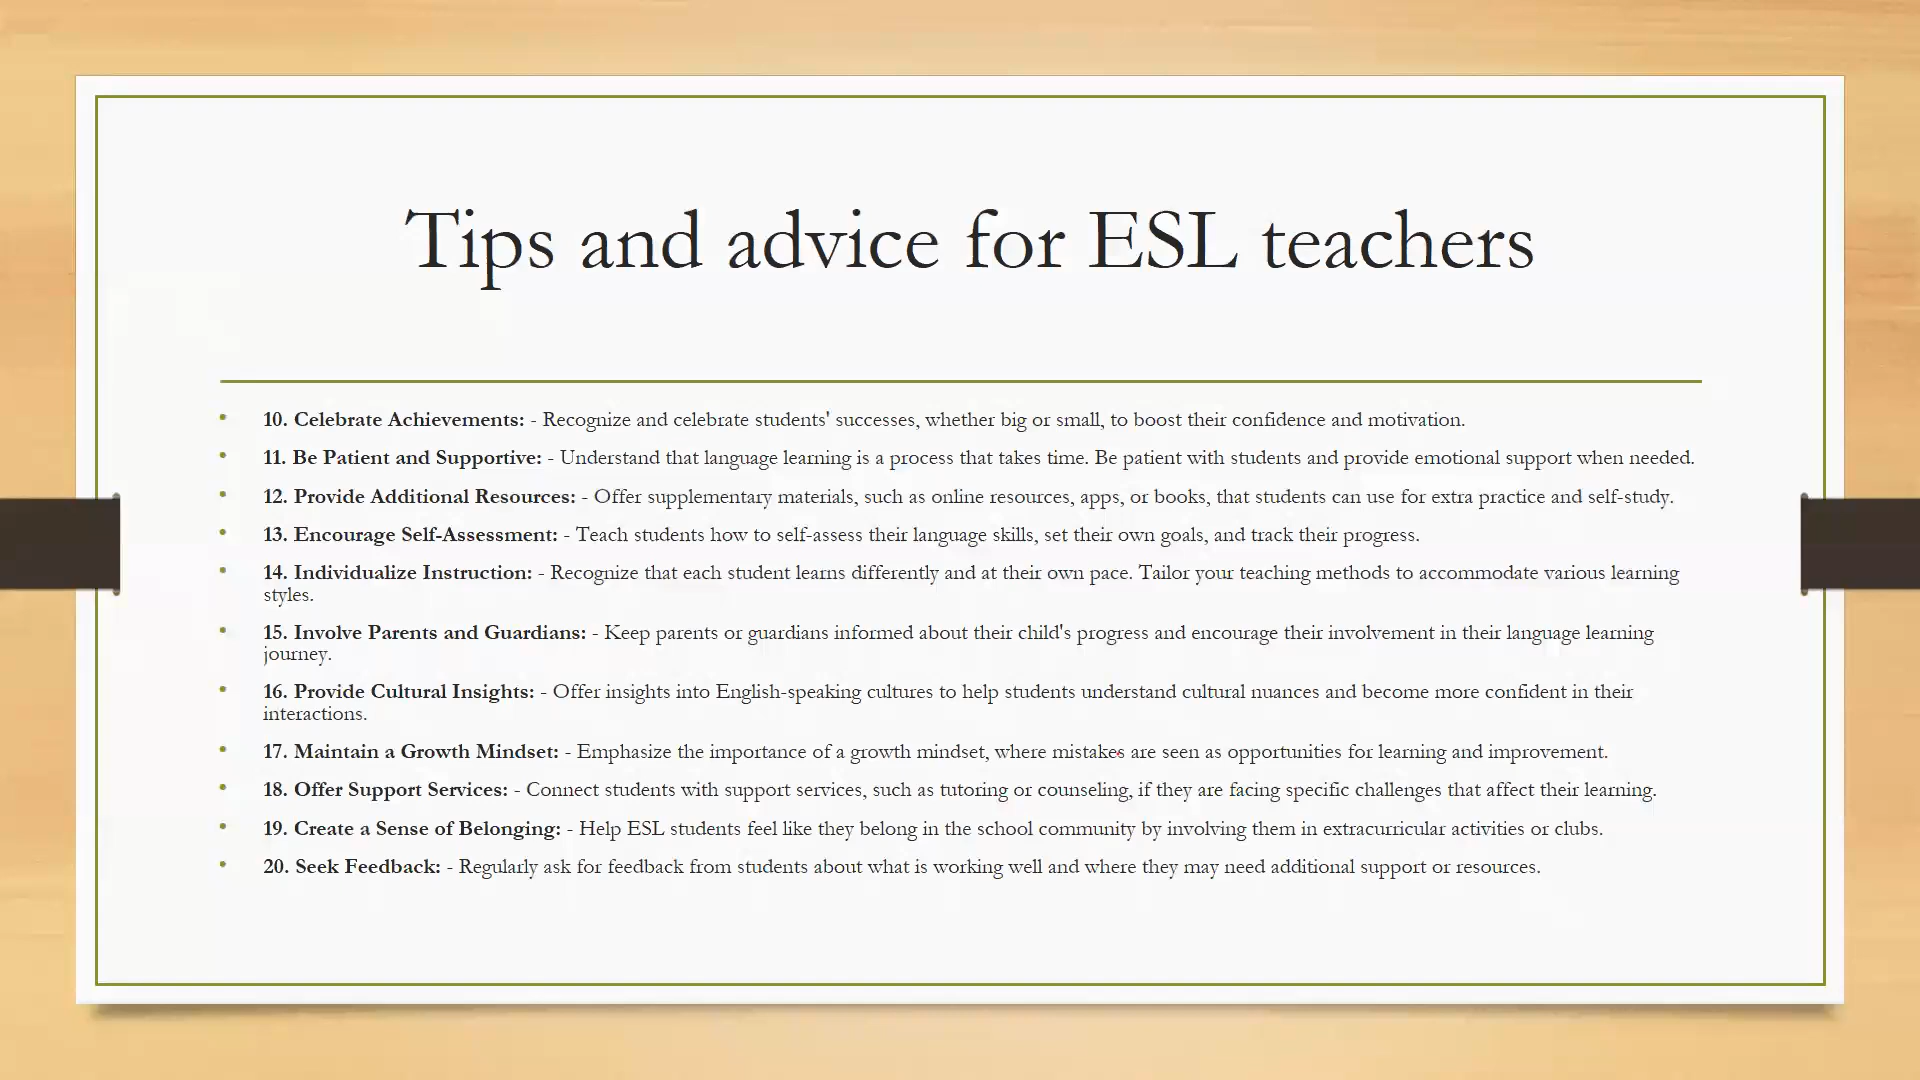 Tips and advice for ESL teachers
• 10. Celebrate Achievements: - Recognize and celebrate students' successes, whether big or small, to boost their confidence and motivation.
• 11. Be Patient and Supportive: - Understand that language learning is a process that takes time. Be patient with students and provide emotional support when needed.
• 12. Provide Additional Resources: - Offer supplementary materials, such as online resources, apps, or books, that students can use for extra practice and self-study.
• 13. Encourage Self-Assessment: - Teach students how to self-assess their language skills, set their own goals, and track their progress.
• 14. Individualize Instruction: - Recognize that each student learns differently and at their own pace. Tailor your teaching methods to accommodate various learning
styles.
• 15. Involve Parents and Guardians: - Keep parents or guardians informed about their child's progress and encourage their involvement in their language learning
journey.
• 16. Provide Cultural Insights: - Offer insights into English-speaking cultures to help students understand cultural nuances and become more confident in their
interactions.
• 17. Maintain a Growth Mindset: - Emphasize the importance of a growth mindset, where mistakes are seen as opportunities for learning and improvement.
• 18. Offer Support Services: - Connect students with support services, such as tutoring or counseling, if they are facing specific challenges that affect their learning.
• 19. Create a Sense of Belonging: - Help ESL students feel like they belong in the school community by involving them in extracurricular activities or clubs.
• 20. Seek Feedback: - Regularly ask for feedback from students about what is working well and where they may need additional support or resources.